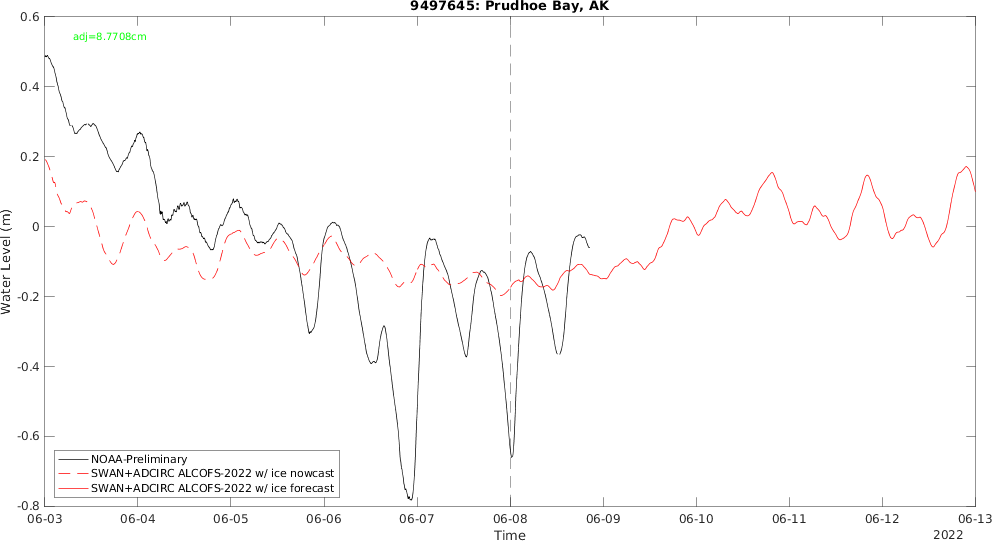 9497645: Prudhoe Bay, AK
adj=8.7708cm
0.6
0.4
0.2
0
-0.2
-0.4
-0.6
-0.8
Water Level (m)
NOAA-Preliminary
SWAN+ADCIRC ALCOFS-2022 w/ ice nowcast
SWAN+ADCIRC ALCOFS-2022 w/ ice forecast
06-03 06-04 06-05 06-06 06-07 06-08 06-09 06-10 06-11 06-12 06-13
Time
2022